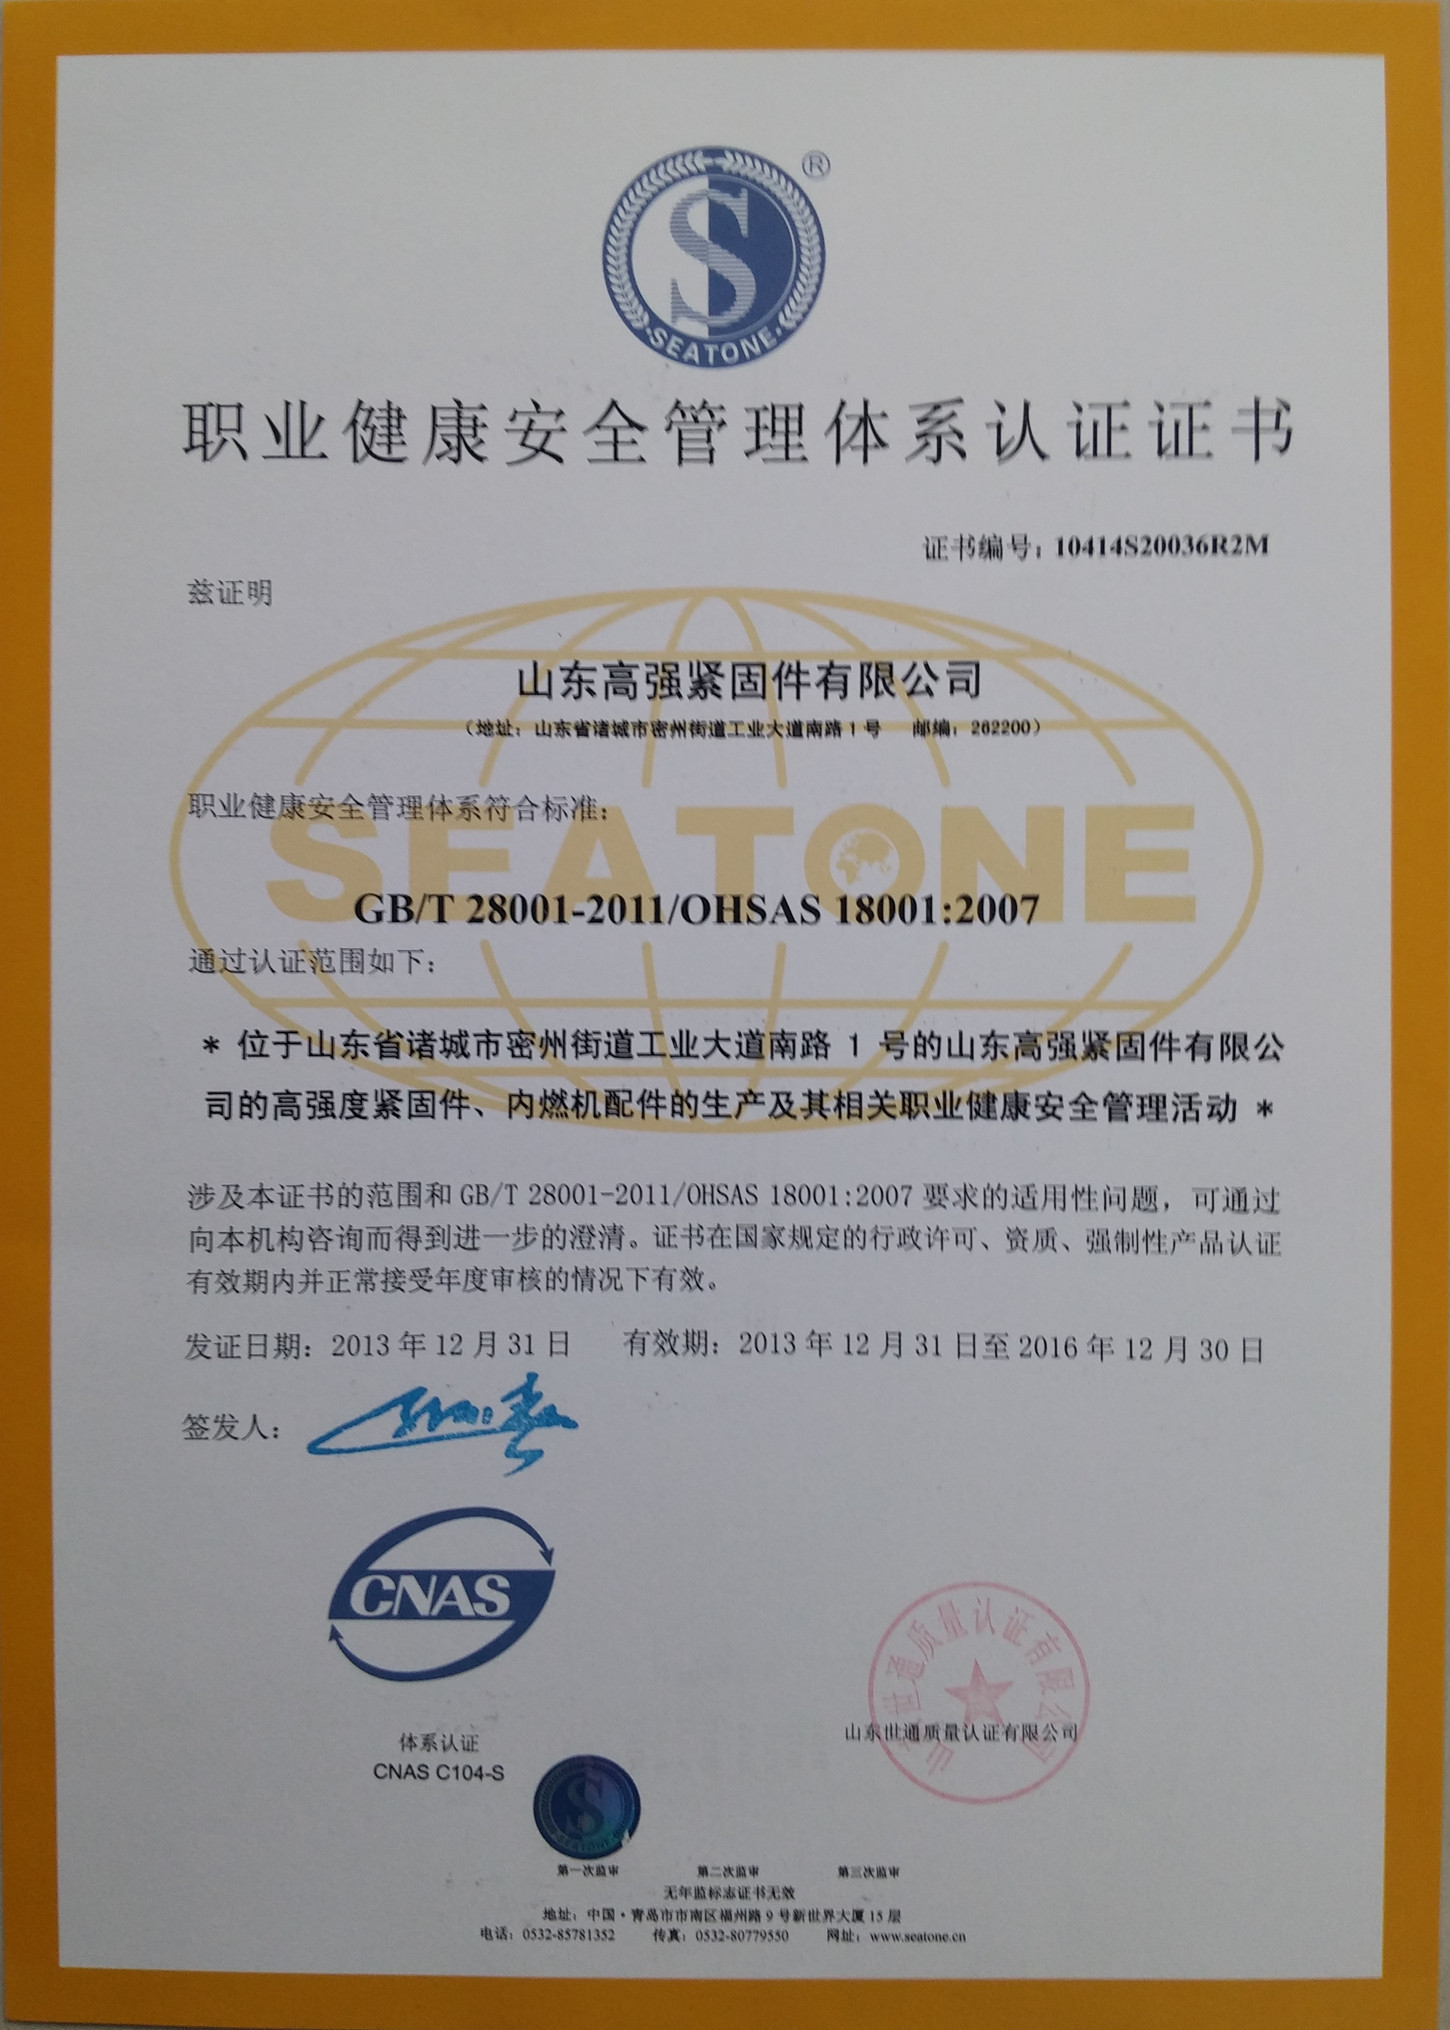 ®
S
SEATONE
职业健康安全管理体系认证证书
证书编号：10414S20036R2M
兹证明
山东高强紧固件有限公司
（地址：山东省诸城市密州街道工业大道南路 1 号 邮编：262200）
职业健康安全管理体系符合标准：
SEATONE
GB/T 28001-2011/OHSAS 18001:2007
通过认证范围如下：
* 位于山东省诸城市密州街道工业大道南路 1 号的山东高强紧固件有限公
司的高强度紧固件、内燃机配件的生产及其相关职业健康安全管理活动 *
涉及本证书的范围和 GB/T 28001-2011/OHSAS 18001:2007 要求的适用性问题，可通过
向本机构咨询而得到进一步的澄清。证书在国家规定的行政许可、资质、强制性产品认证
有效期内并正常接受年度审核的情况下有效。
发证日期：2013 年 12 月 31 日 有效期：2013 年 12 月 31 日至 2016 年 12 月 30 日
签发人：
CNAS
山东世通质量认证有限公司
山东世通质量认证有限公司
体系认证
CNAS C104-S
S
SEATONE
第一次监审 第二次监审 第三次监审
无年监标志证书无效
地址：中国·青岛市市南区福州路 9 号新世界大厦 15 层
电话：0532-85781352 传真：0532-80779550 网址：www.seatone.cn